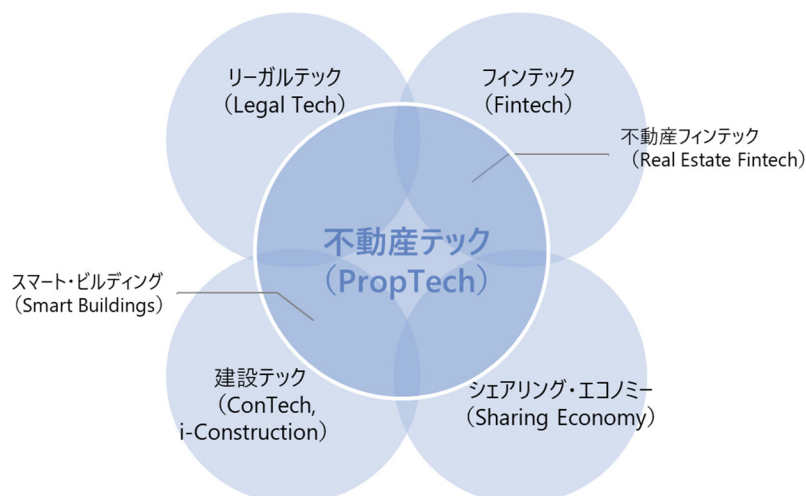 リーガルテック
（Legal Tech）
フィンテック
（Fintech）
不動産フィンテック
（Real Estate Fintech）
不動産テック
（PropTech）
スマート・ビルディング
（Smart Buildings）
建設テック
（ConTech,
i-Construction）
シェアリング・エコノミー
（Sharing Economy）